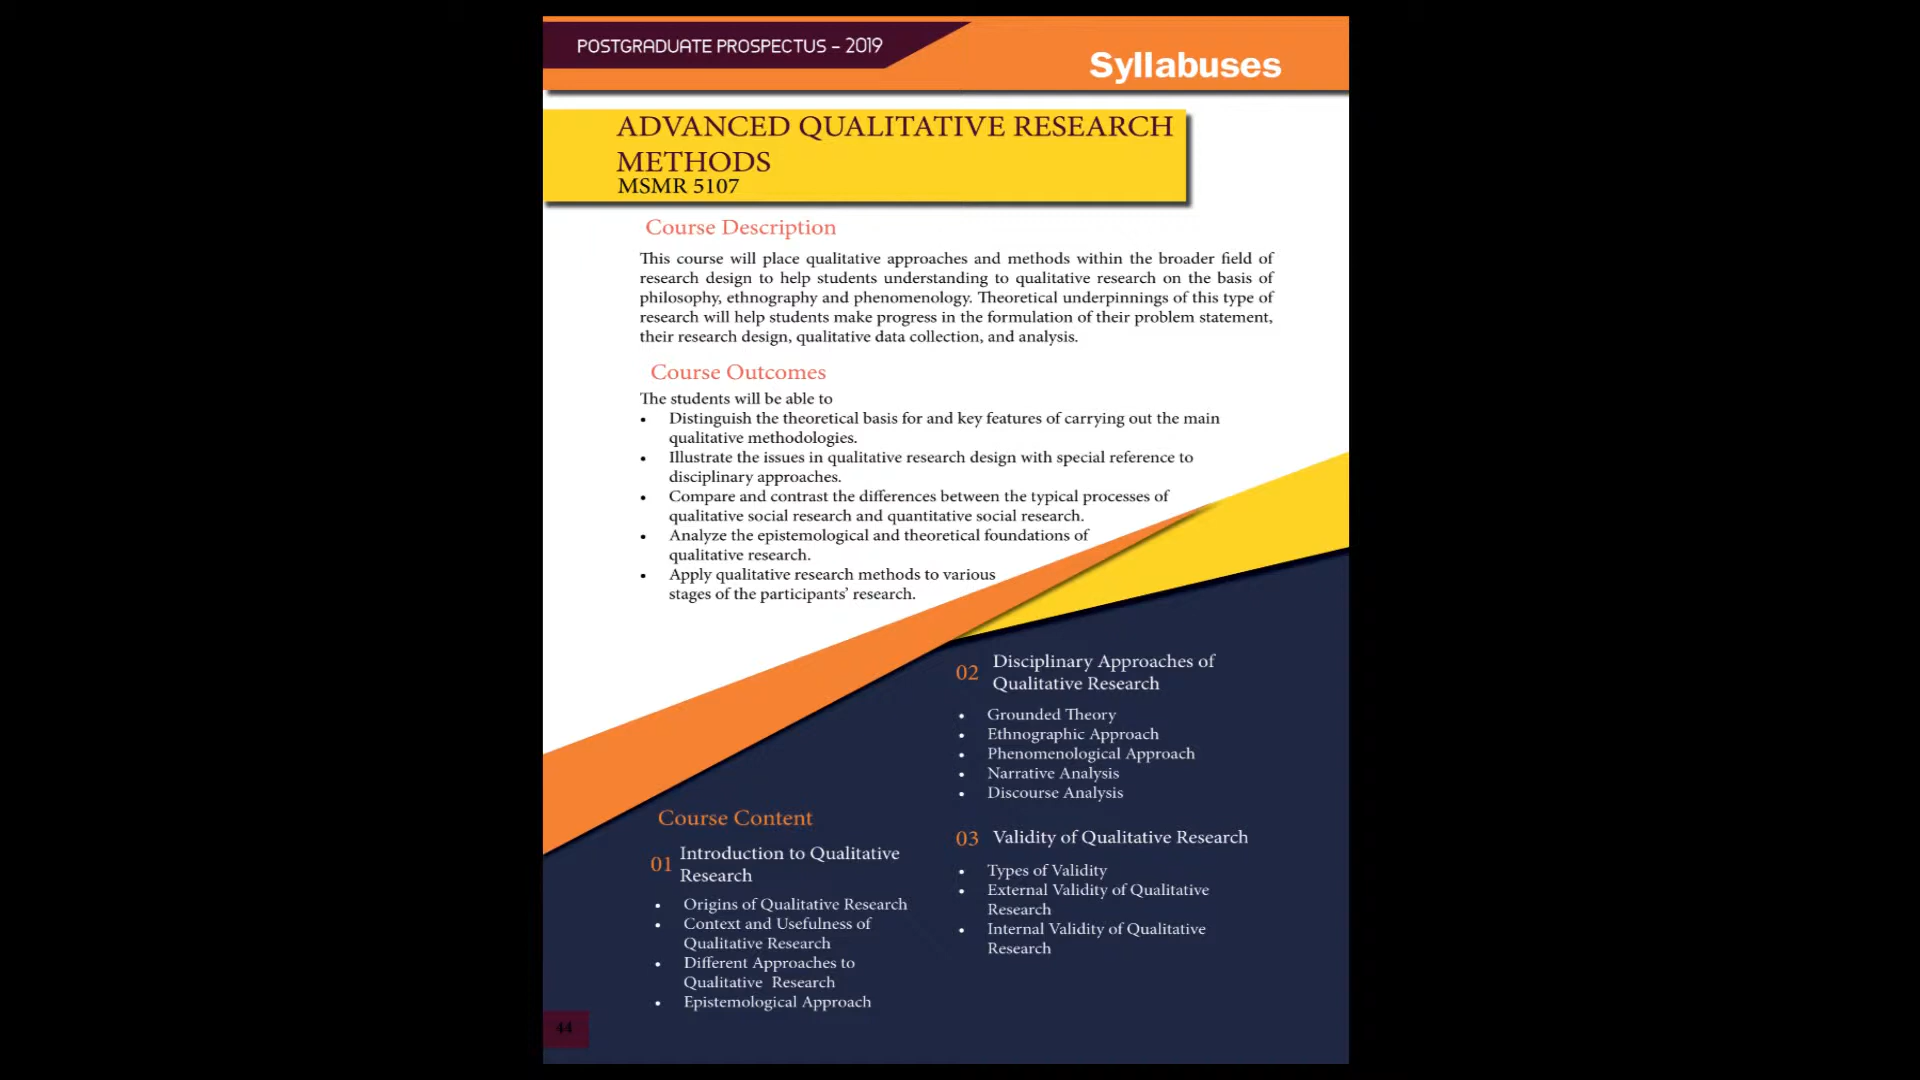 POSTGRADUATE PROSPECTUS – 2019
Syllabuses
ADVANCED QUALITATIVE RESEARCH
METHODS
MSMR 5107
Course Description
This course will place qualitative approaches and methods within the broader field of
research design to help students understanding to qualitative research on the basis of
philosophy, ethnography and phenomenology. Theoretical underpinnings of this type of
research will help students make progress in the formulation of their problem statement,
their research design, qualitative data collection, and analysis.
Course Outcomes
The students will be able to
• Distinguish the theoretical basis for and key features of carrying out the main
qualitative methodologies.
• Illustrate the issues in qualitative research design with special reference to
disciplinary approaches.
• Compare and contrast the differences between the typical processes of
qualitative social research and quantitative social research.
• Analyze the epistemological and theoretical foundations of
qualitative research.
• Apply qualitative research methods to various
stages of the participants’ research.
Course Content
01 Introduction to Qualitative
Research
• Origins of Qualitative Research
• Context and Usefulness of
Qualitative Research
• Different Approaches to
Qualitative Research
• Epistemological Approach
02 Disciplinary Approaches of
Qualitative Research
• Grounded Theory
• Ethnographic Approach
• Phenomenological Approach
• Narrative Analysis
• Discourse Analysis
03 Validity of Qualitative Research
• Types of Validity
• External Validity of Qualitative
Research
• Internal Validity of Qualitative
Research
44